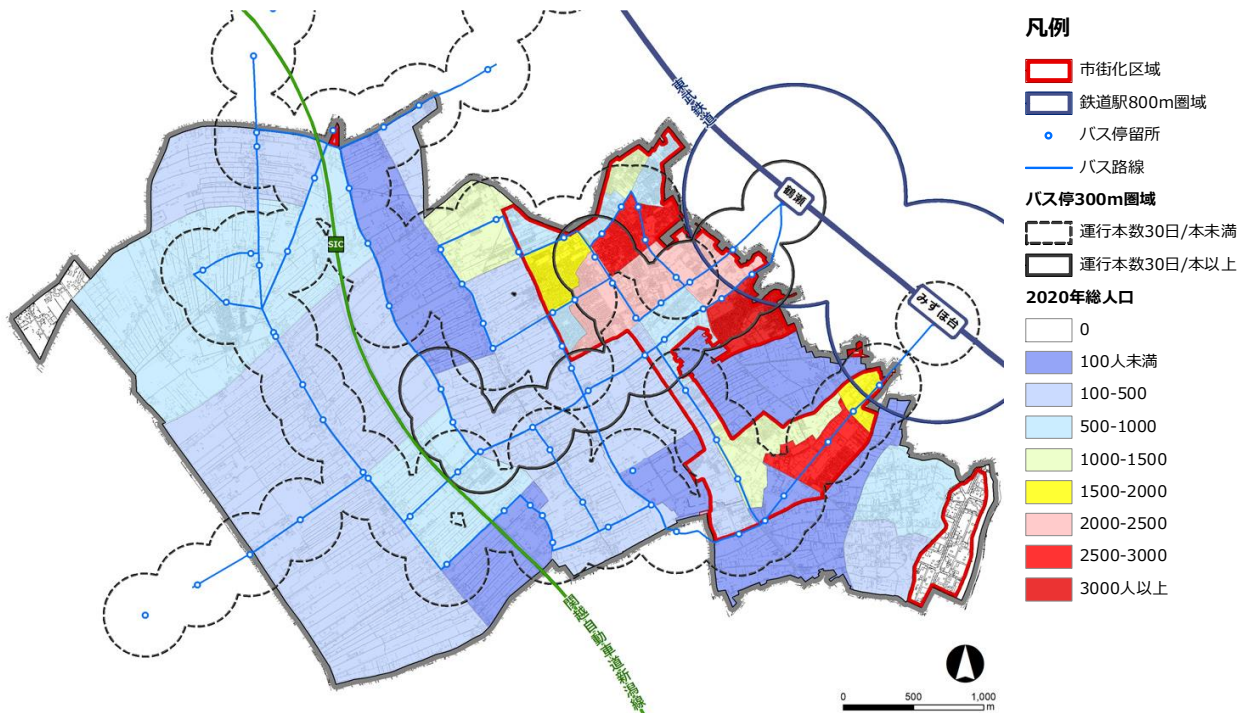 凡例
市街化区域
鉄道駅800m圏域
バス停留所
バス路線
バス停300m圏域
運行本数30日/本未満
運行本数30日/本以上
2020年総人口
0
100人未満
100-500
500-1000
1000-1500
1500-2000
2000-2500
2500-3000
3000人以上
東武鉄道
鶴瀬
みずほ台
SIC
関越自動車道新潟線
0 500 1,000
m